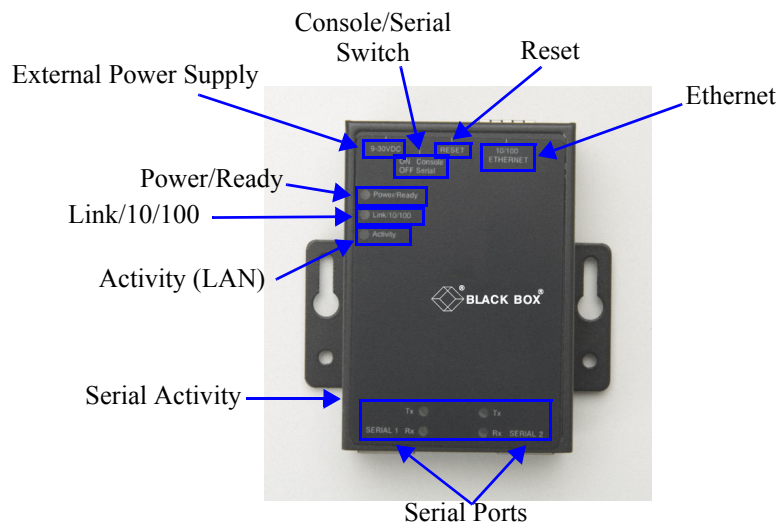 Console/Serial
Switch
Reset
External Power Supply
Ethernet
9-30VDC
RESET
10/100
ETHERNET
ON Console
OFF Serial
Power/Ready
Power/Ready
Link/10/100
Link/10/100
Activity
Activity (LAN)
BLACK BOX®
Serial Activity
Tx
Tx
SERIAL 1 Rx
Rx SERIAL 2
Serial Ports